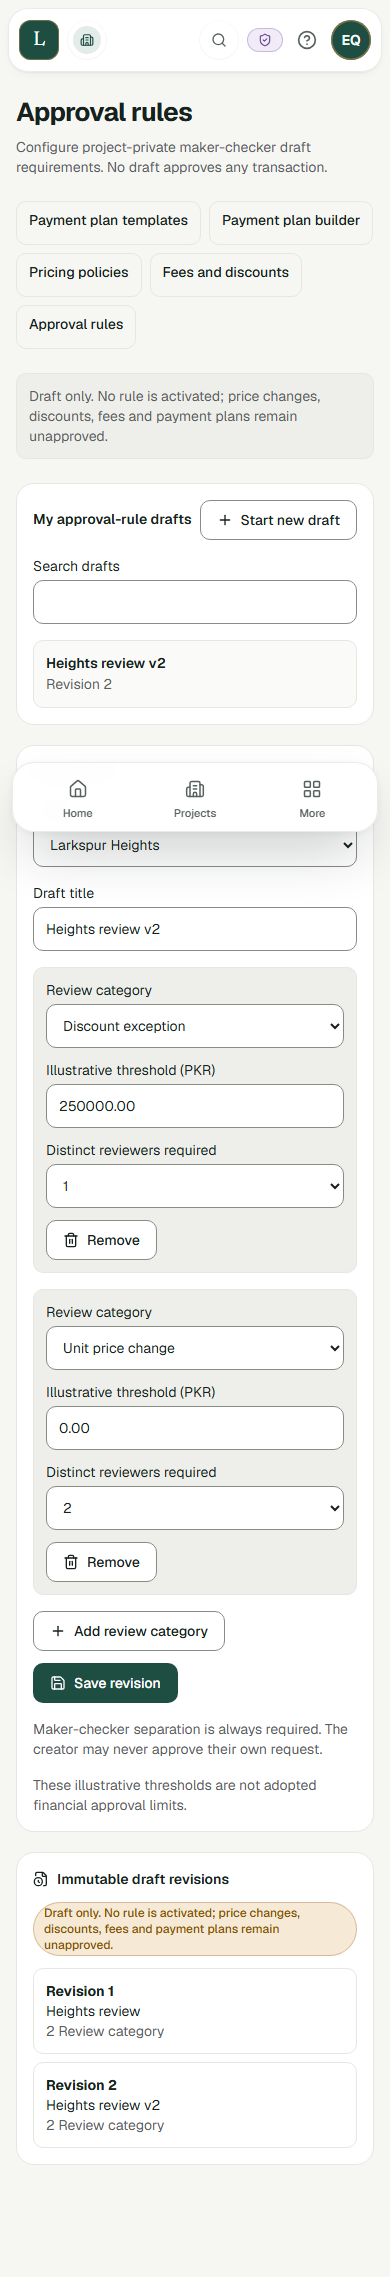 L
EQ
Approval rules
Configure project-private maker-checker draft
requirements. No draft approves any transaction.
Payment plan templates
Payment plan builder
Pricing policies
Fees and discounts
Approval rules
Draft only. No rule is activated; price changes,
discounts, fees and payment plans remain
unapproved.
My approval-rule drafts
Start new draft
Search drafts
Heights review v2
Revision 2
Home
Projects
More
Larkspur Heights
Draft title
Heights review v2
Review category
Discount exception
Illustrative threshold (PKR)
250000.00
Distinct reviewers required
1
Remove
Review category
Unit price change
Illustrative threshold (PKR)
0.00
Distinct reviewers required
2
Remove
Add review category
Save revision
Maker-checker separation is always required. The
creator may never approve their own request.
These illustrative thresholds are not adopted
financial approval limits.
Immutable draft revisions
Draft only. No rule is activated; price changes,
discounts, fees and payment plans remain
unapproved.
Revision 1
Heights review
2 Review category
Revision 2
Heights review v2
2 Review category